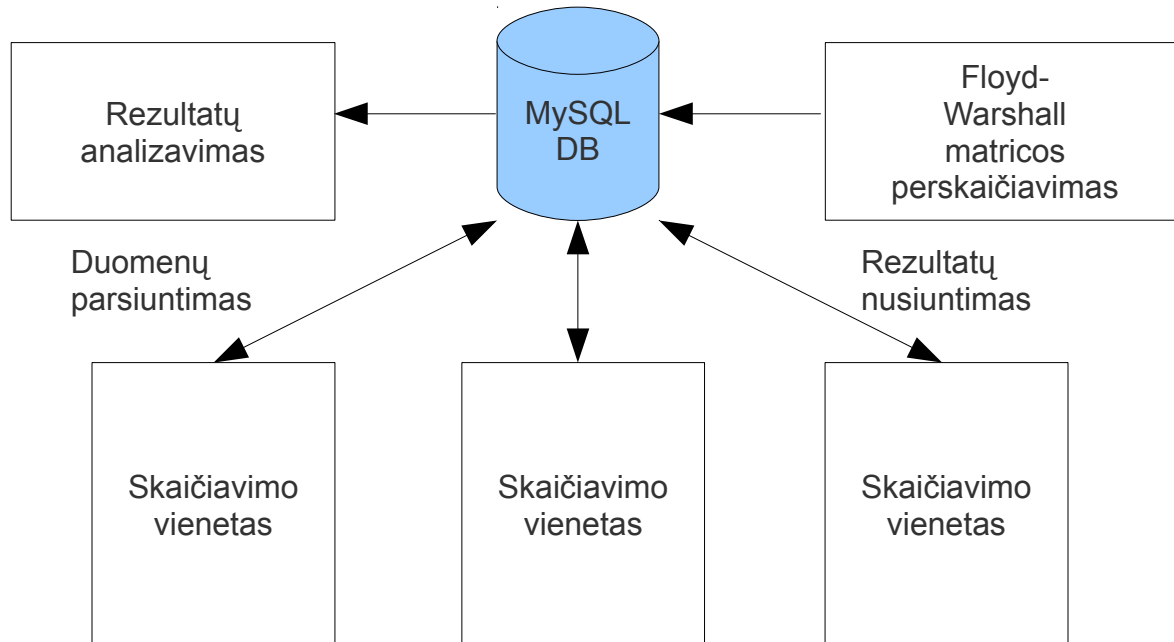 Rezultatų
analizavimas
MySQL
DB
Floyd-
Warshall
matricos
perskaičiavimas
Duomenų
parsiuntimas
Rezultatų
nusiuntimas
Skaičiavimo
vienetas
Skaičiavimo
vienetas
Skaičiavimo
vienetas